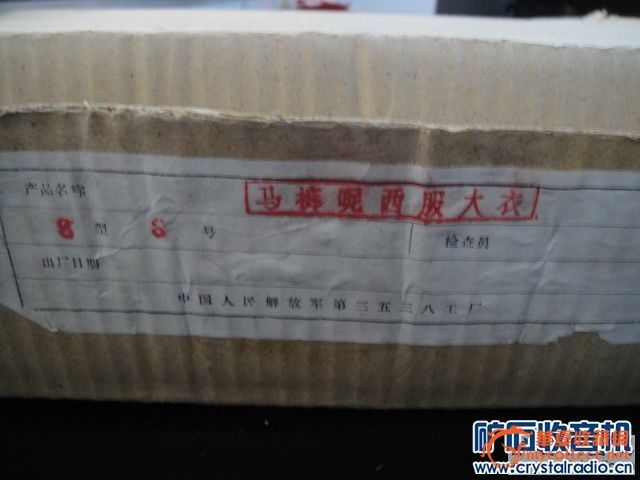 产品名称 马裤呢西服大衣
8 型 8 号 检查員
出厂日期
中国人民解放军第三五三八工厂
矿石收音机
www.crystalradio.cn